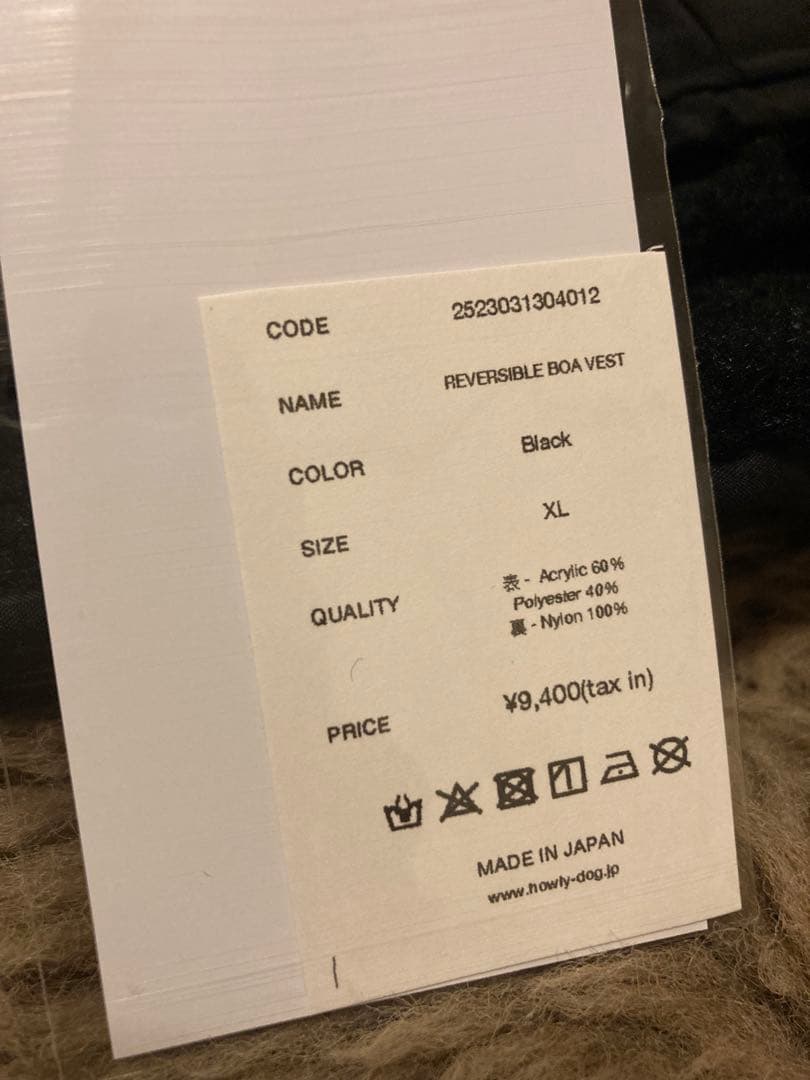 CODE 2523031304012
NAME REVERSIBLE BOA VEST
COLOR Black
SIZE XL
QUALITY 表 - Acrylic 60%
Polyester 40%
裏 - Nylon 100%
PRICE ¥9,400(tax in)
MADE IN JAPAN
www.howly-dog.jp